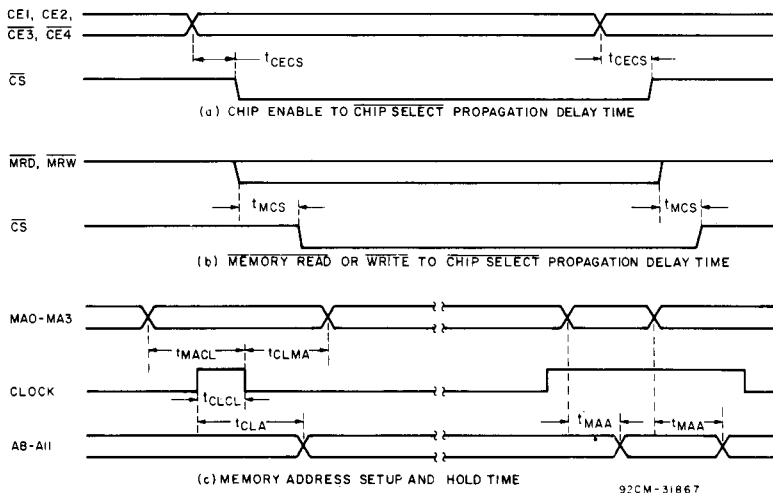 CE1, CE2,
CE3, CE4
tCECS
tCECS
CS
(a) CHIP ENABLE TO CHIP SELECT PROPAGATION DELAY TIME
MRD, MRW
tMCS
tMCS
CS
(b) MEMORY READ OR WRITE TO CHIP SELECT PROPAGATION DELAY TIME
MA0-MA3
tMACL
tCLMA
CLOCK
tCLCL
tCLA
tMAA
tMAA
A8-A11
(c) MEMORY ADDRESS SETUP AND HOLD TIME
92CM-31867